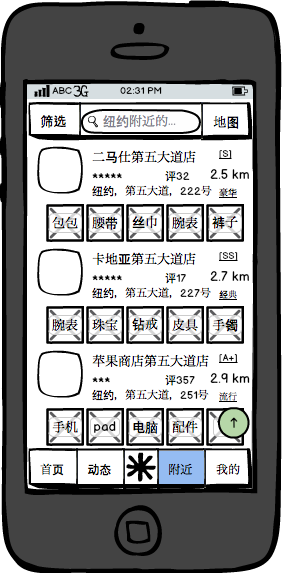 ABC 3G 02:31 PM
筛选 纽约附近的... 地图
二马仕第五大道店 [S]
***** 评32 2.5 km
纽约，第五大道，222号 豪华
包包 腰带 丝巾 腕表 裤子
卡地亚第五大道店 [SS]
***** 评17 2.7 km
纽约，第五大道，227号 经典
腕表 珠宝 钻戒 皮具 手镯
苹果商店第五大道店 [A+]
*** 评357 2.9 km
纽约，第五大道，251号 流行
手机 pad 电脑 配件
首页 动态 附近 我的